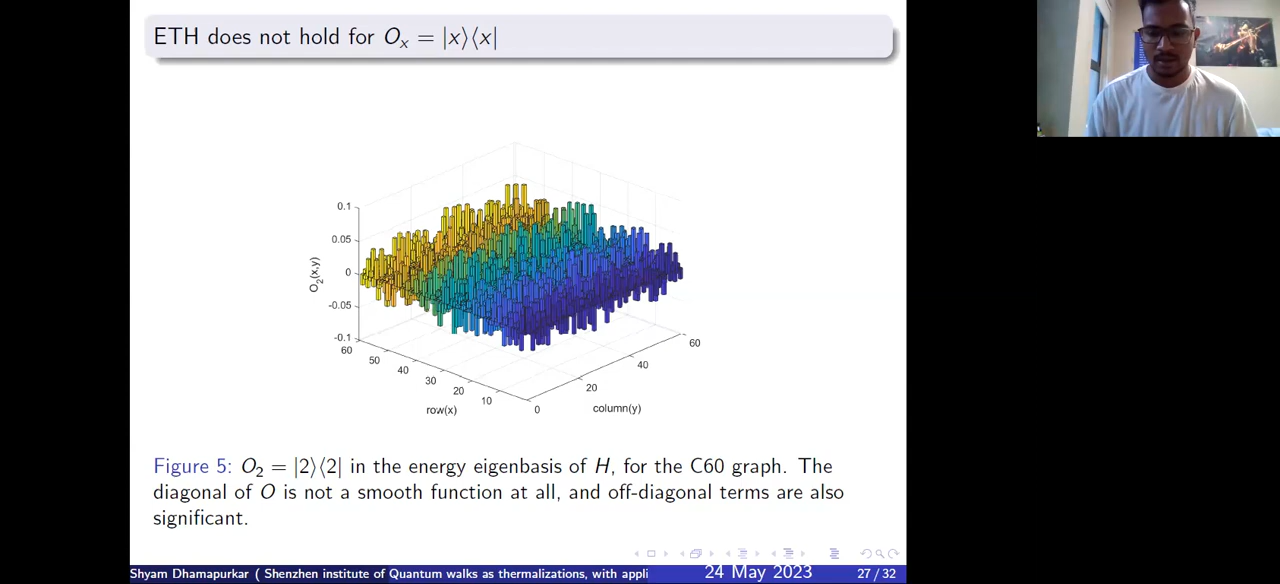 ETH does not hold for Oₓ = |x⟩⟨x|
0.1
0.05
0
-0.05
-0.1
O₂(x,y)
60
50
40
30
20
10
row(x)
0
20
40
60
column(y)
Figure 5: O₂ = |2⟩⟨2| in the energy eigenbasis of H, for the C60 graph. The
diagonal of O is not a smooth function at all, and off-diagonal terms are also
significant.
Shyam Dhamapurkar ( Shenzhen institute of Quantum walks as thermalizations, with appli
24 May 2023
27 / 32